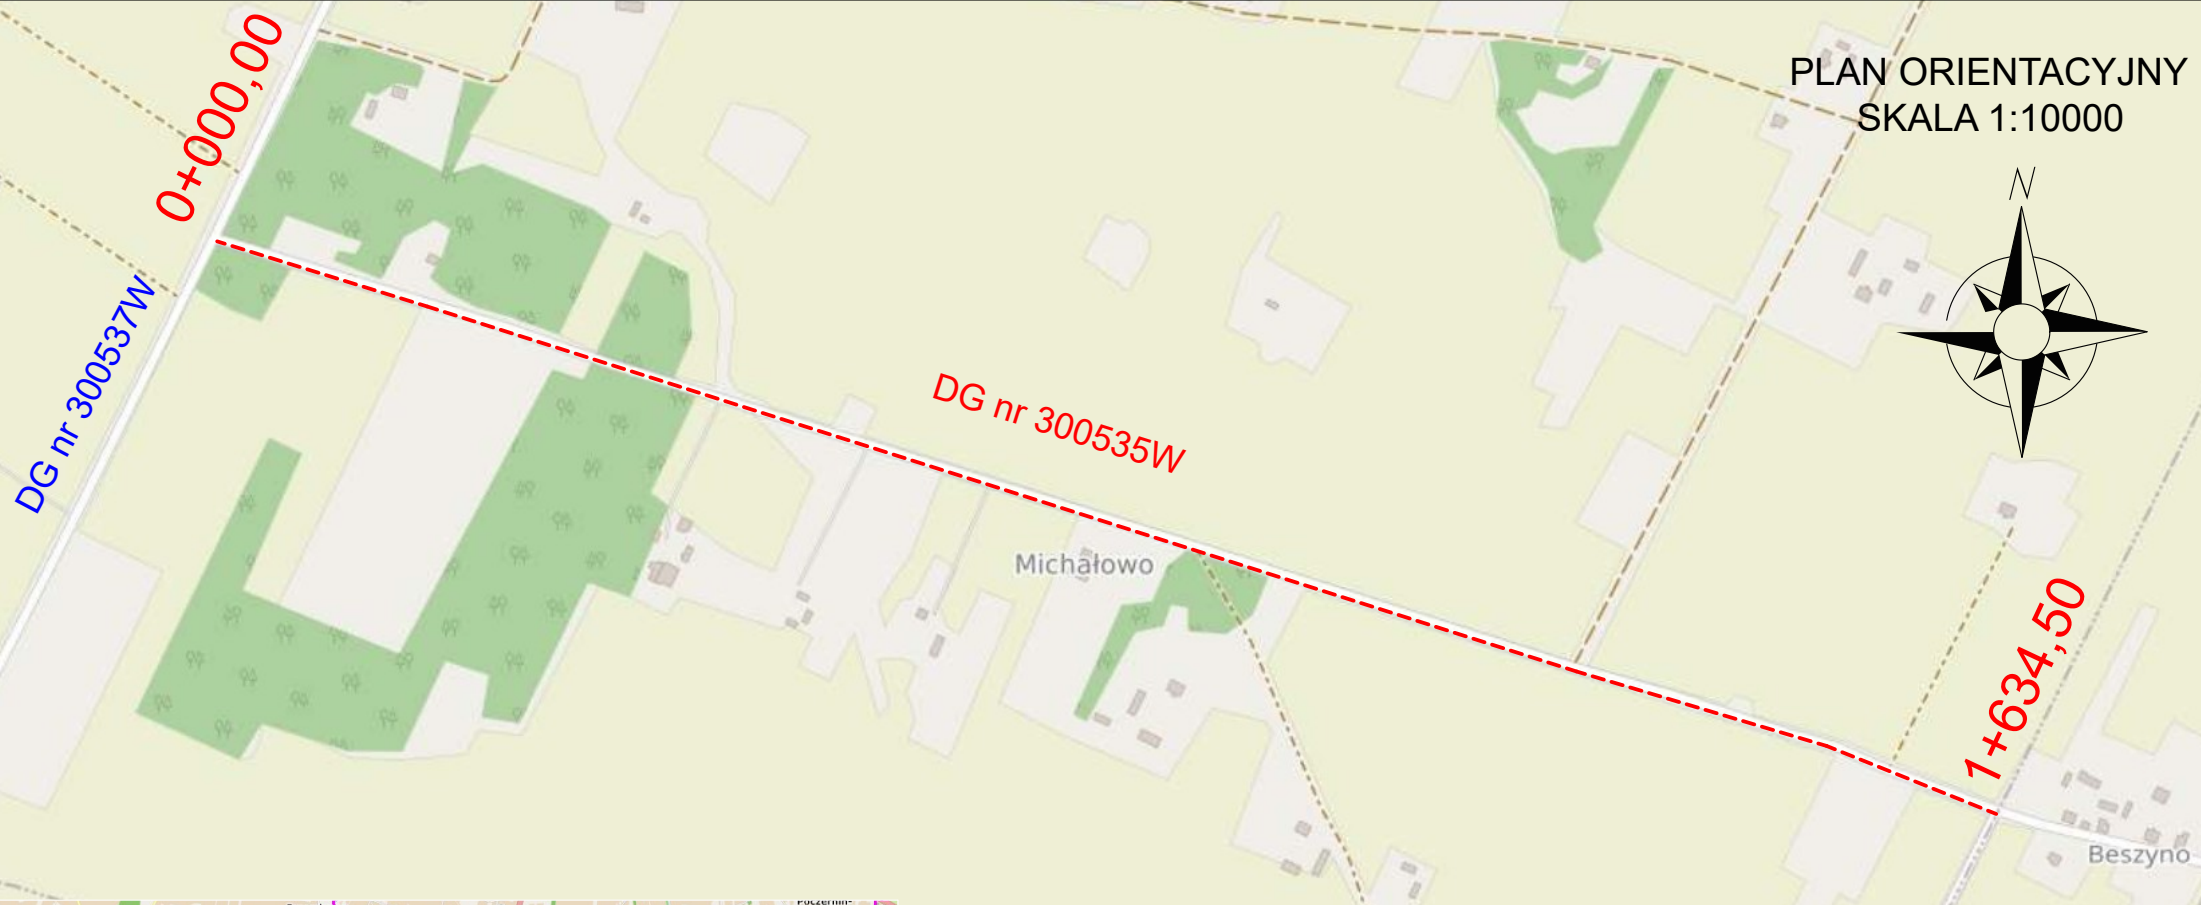 0+000,00
PLAN ORIENTACYJNY
SKALA 1:10000
N
DG nr 300537W
DG nr 300535W
Michałowo
1+634,50
Beszyno